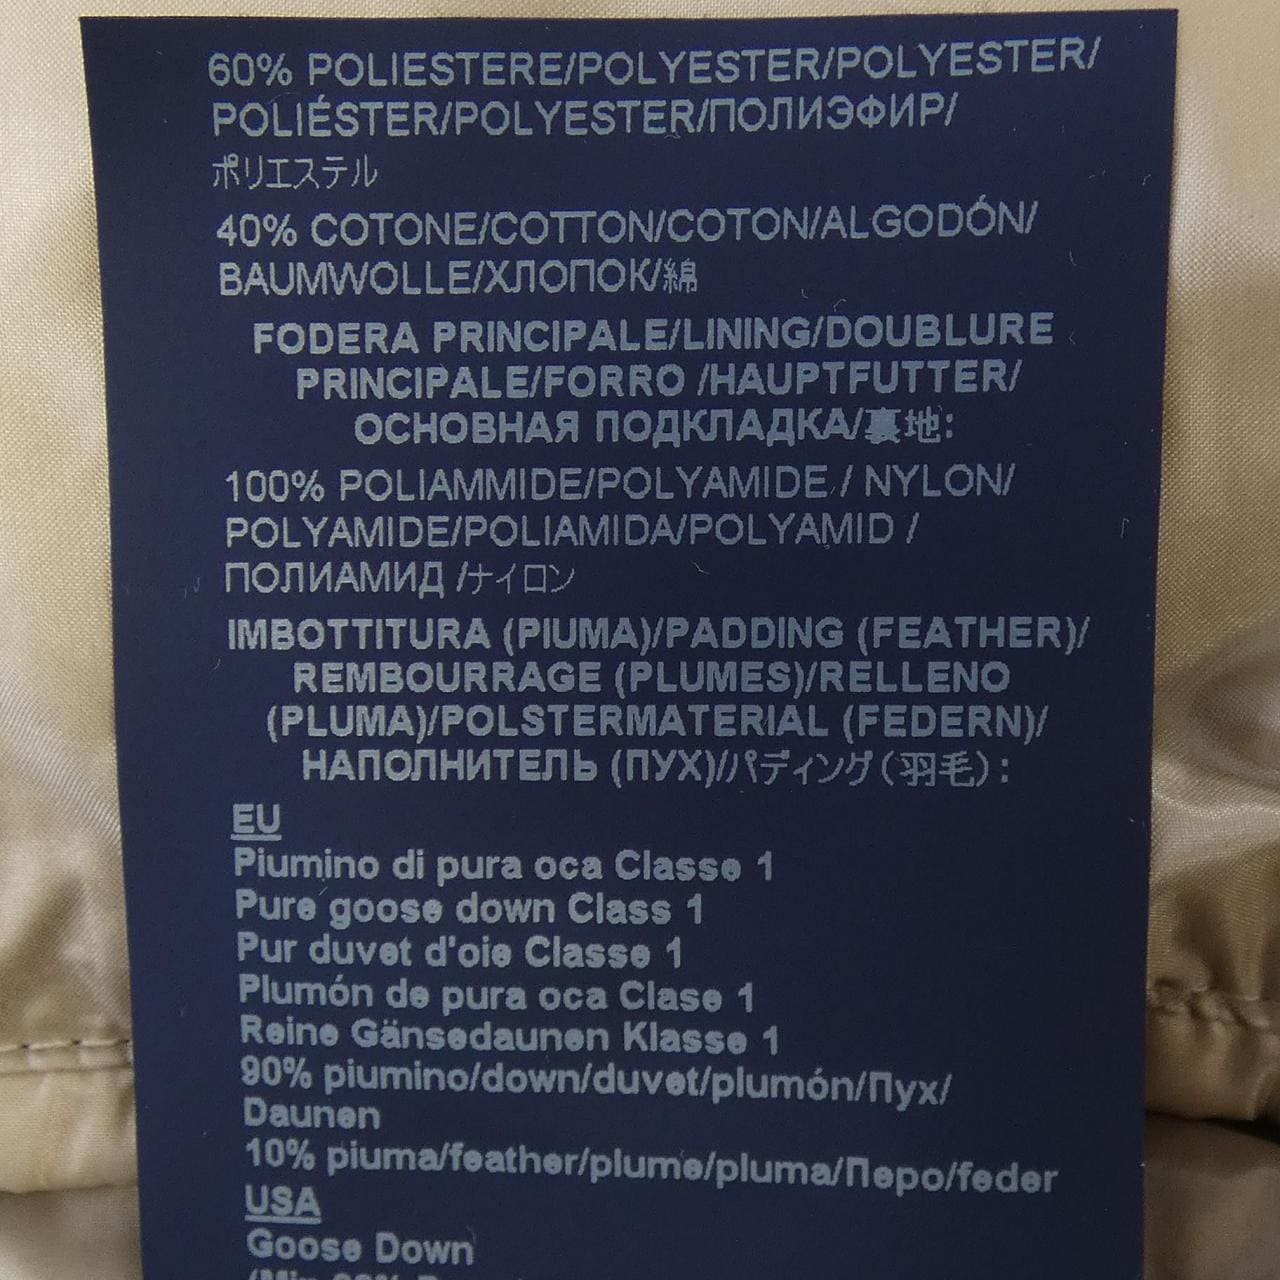 60% POLIESTERE/POLYESTER/POLYESTER/
POLIÉSTER/POLYESTER/ПОЛИЭФИР/
ポリエステル
40% COTONE/COTTON/COTON/ALGODÓN/
BAUMWOLLE/ХЛОПОК/綿
FODERA PRINCIPALE/LINING/DOUBLURE
PRINCIPALE/FORRO /HAUPTFUTTER/
ОСНОВНАЯ ПОДКЛАДКА/裏地:
100% POLIAMMIDE/POLYAMIDE / NYLON/
POLYAMIDE/POLIAMIDA/POLYAMID /
ПОЛИАМИД /ナイロン
IMBOTTITURA (PIUMA)/PADDING (FEATHER)/
REMBOURRAGE (PLUMES)/RELLENO
(PLUMA)/POLSTERMATERIAL (FEDERN)/
НАПОЛНИТЕЛЬ (ПУХ)/パディング(羽毛):
EU
Piumino di pura oca Classe 1
Pure goose down Class 1
Pur duvet d'oie Classe 1
Plumón de pura oca Clase 1
Reine Gänsedaunen Klasse 1
90% piumino/down/duvet/plumón/Пух/
Daunen
10% piuma/feather/plume/pluma/Перо/feder
USA
Goose Down